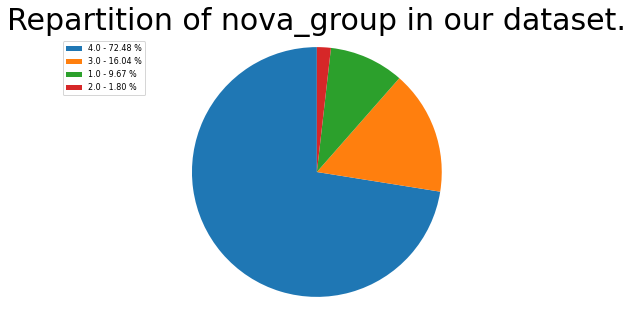 Repartition of nova_group in our dataset.
4.0 - 72.48 %
3.0 - 16.04 %
1.0 - 9.67 %
2.0 - 1.80 %